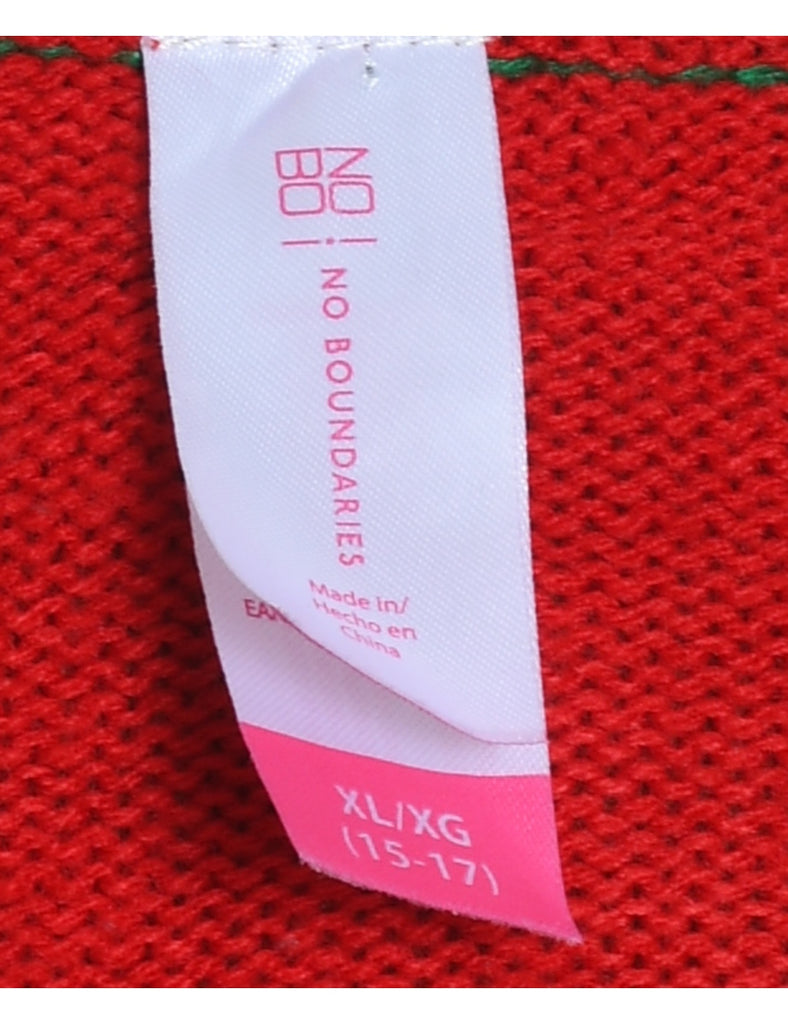 NO
BO
NO BOUNDARIES
Made in/
Hecho en
China
XL/XG
(15-17)